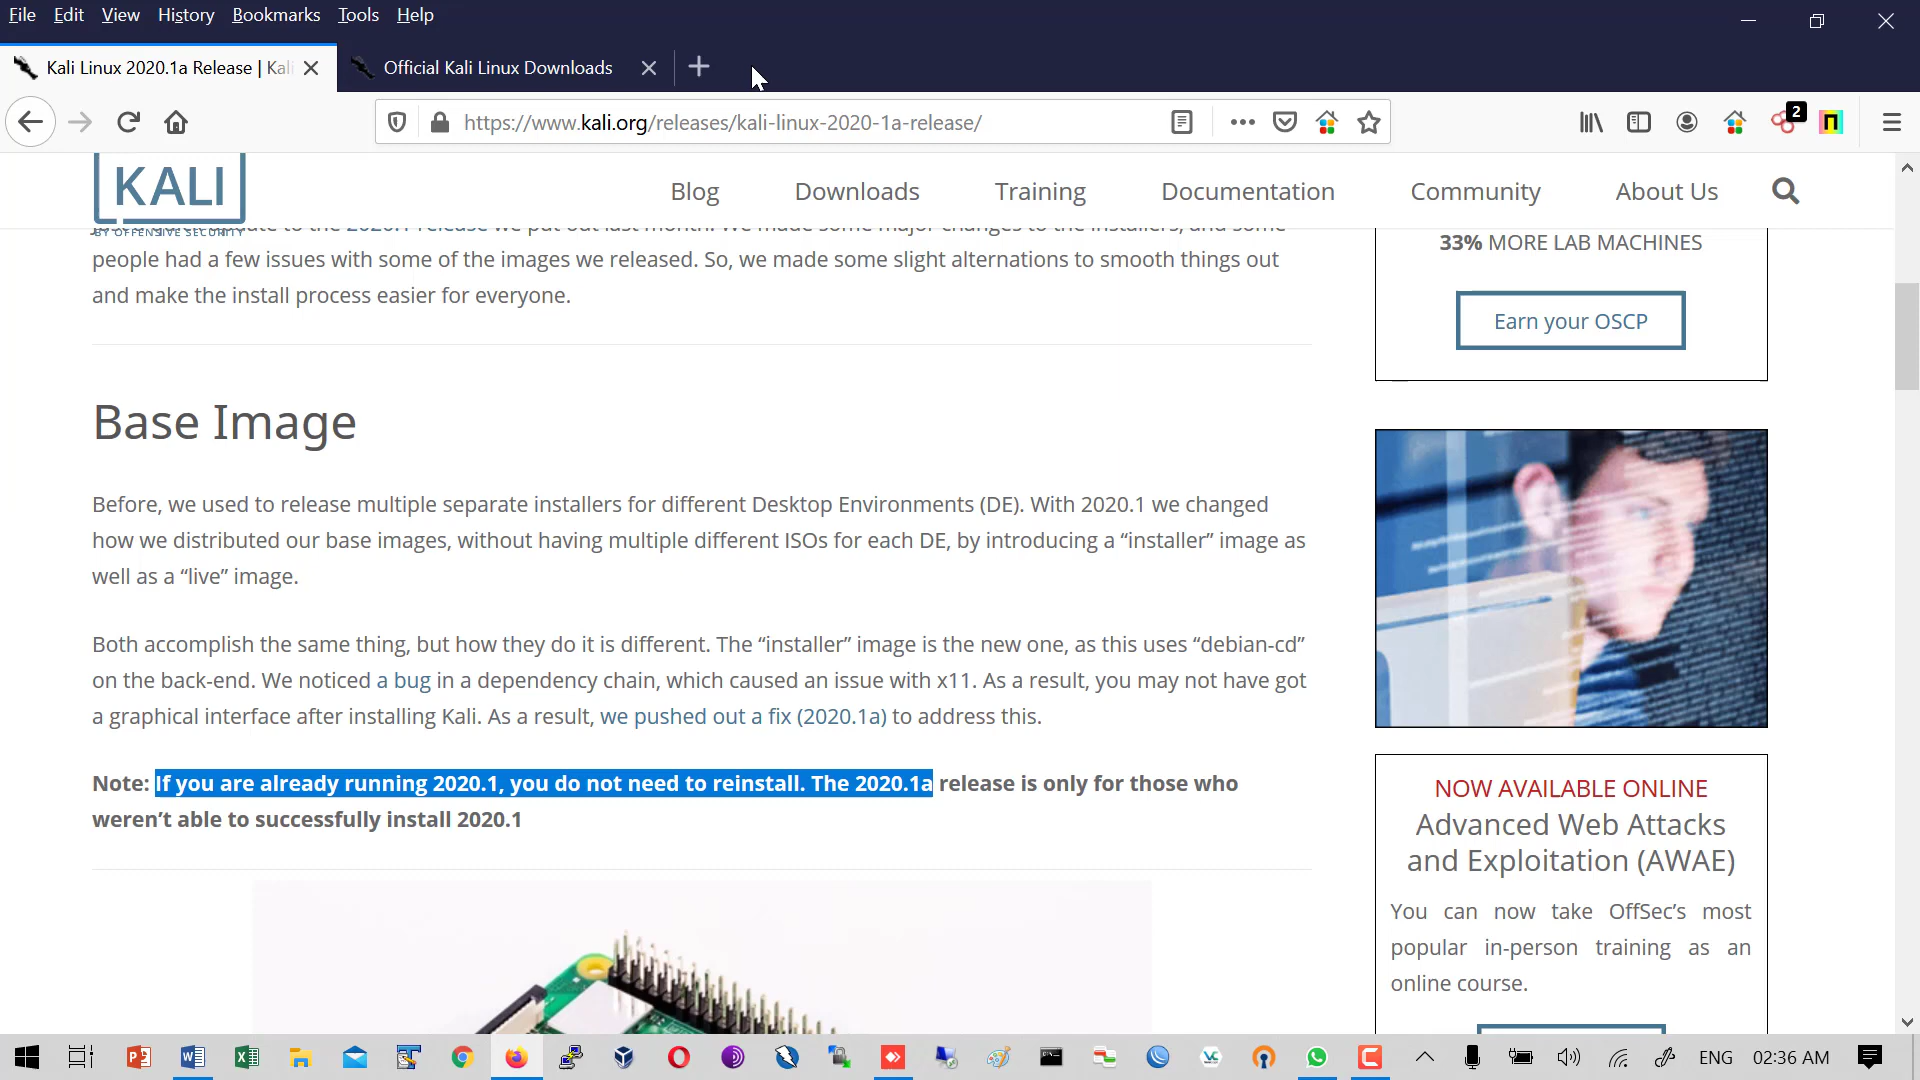 File Edit View History Bookmarks Tools Help
Kali Linux 2020.1a Release | Kali
Official Kali Linux Downloads
https://www.kali.org/releases/kali-linux-2020-1a-release/
2
KALI
BY OFFENSIVE SECURITY
Blog Downloads Training Documentation Community About Us
people had a few issues with some of the images we released. So, we made some slight alternations to smooth things out
and make the install process easier for everyone.
Base Image
Before, we used to release multiple separate installers for different Desktop Environments (DE). With 2020.1 we changed
how we distributed our base images, without having multiple different ISOs for each DE, by introducing a “installer” image as
well as a “live” image.
Both accomplish the same thing, but how they do it is different. The “installer” image is the new one, as this uses “debian-cd”
on the back-end. We noticed a bug in a dependency chain, which caused an issue with x11. As a result, you may not have got
a graphical interface after installing Kali. As a result, we pushed out a fix (2020.1a) to address this.
Note: If you are already running 2020.1, you do not need to reinstall. The 2020.1a release is only for those who
weren’t able to successfully install 2020.1
33% MORE LAB MACHINES
Earn your OSCP
NOW AVAILABLE ONLINE
Advanced Web Attacks
and Exploitation (AWAE)
You can now take OffSec’s most
popular in-person training as an
online course.
ENG 02:36 AM